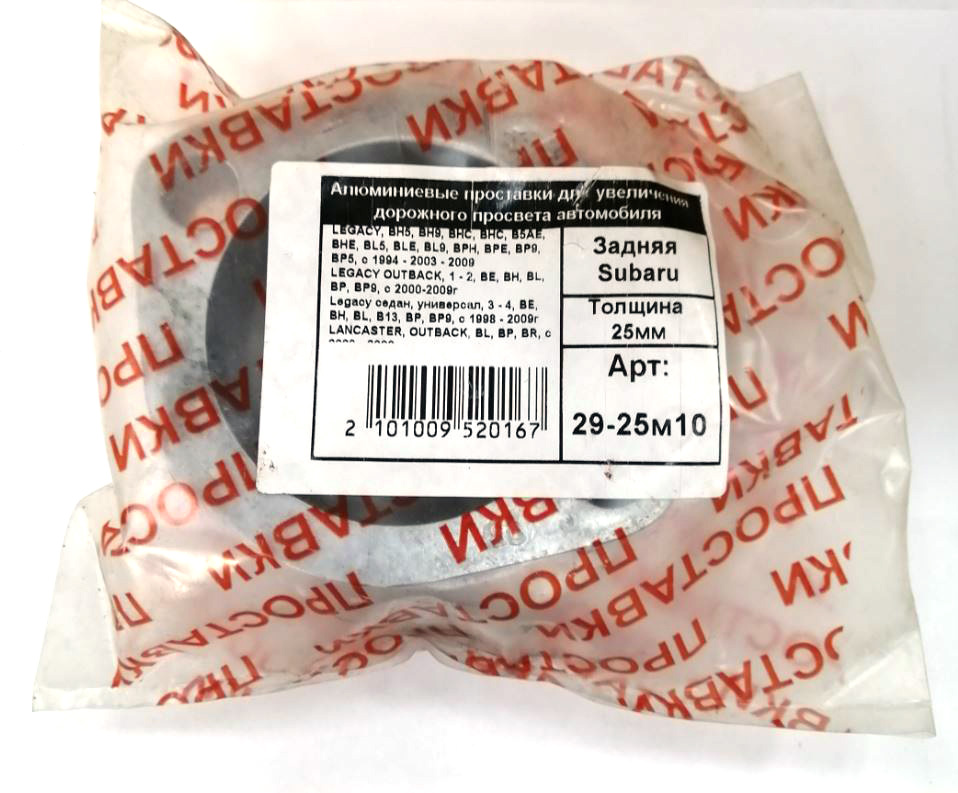 Алюминиевые проставки для увеличения
дорожного просвета автомобиля
LEGACY, BH5, BH9, BHC, BHC, B5AE,
BHE, BL5, BLE, BL9, BPH, BPE, BP9,
BP5, с 1994 - 2003 - 2009
LEGACY OUTBACK, 1 - 2, BE, BH, BL,
BP, BP9, с 2000-2009г
Legacy седан, универсал, 3 - 4, BE,
BH, BL, B13, BP, BP9, с 1998 - 2009г
LANCASTER, OUTBACK, BL, BP, BR, с
2 101009 520167
Задняя
Subaru
Толщина
25мм
Арт:
29-25м10
ПРОСТАВКИ
ПРОСТАВКИ
ПРОСТАВКИ
ПРОСТАВКИ